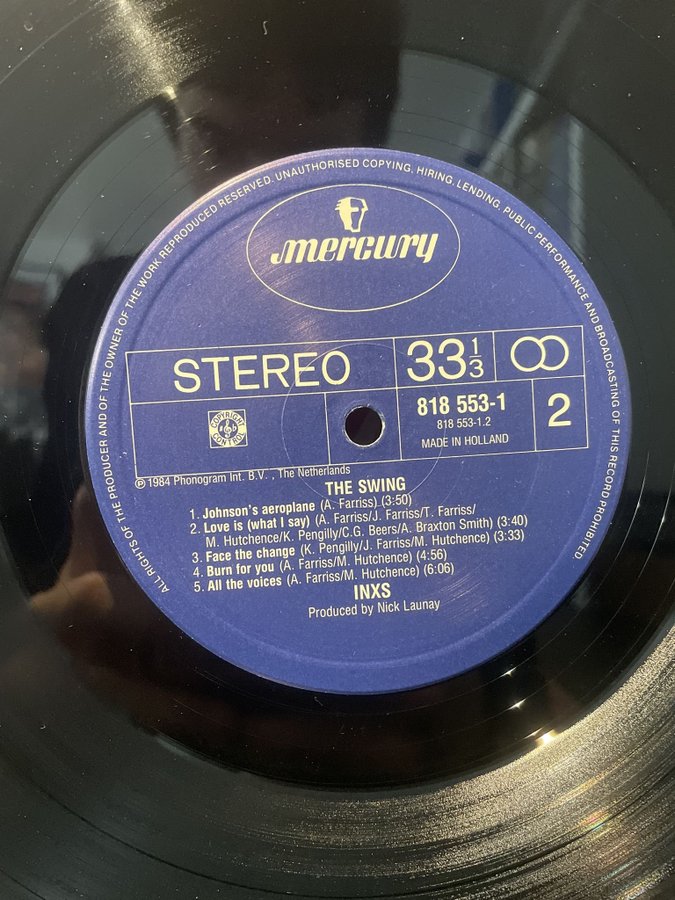 ALL RIGHTS OF THE PRODUCER AND OF THE OWNER OF THE WORK REPRODUCED RESERVED. UNAUTHORISED COPYING, HIRING, LENDING, PUBLIC PERFORMANCE AND BROADCASTING OF THIS RECORD PROHIBITED
mercury
STEREO
33 1/3
818 553-1
818 553-1.2
MADE IN HOLLAND
2
COPYRIGHT
CONTROL
℗ 1984 Phonogram Int. B.V. , The Netherlands
THE SWING
1. Johnson's aeroplane (A. Farriss) (3:50)
2. Love is (what I say) (A. Farriss/J. Farriss/T. Farriss/
M. Hutchence/K. Pengilly/C.G. Beers/A. Braxton Smith) (3:40)
3. Face the change (K. Pengilly/J. Farriss/M. Hutchence) (3:33)
4. Burn for you (A. Farriss/M. Hutchence) (4:56)
5. All the voices (A. Farriss/M. Hutchence) (6:06)
INXS
Produced by Nick Launay